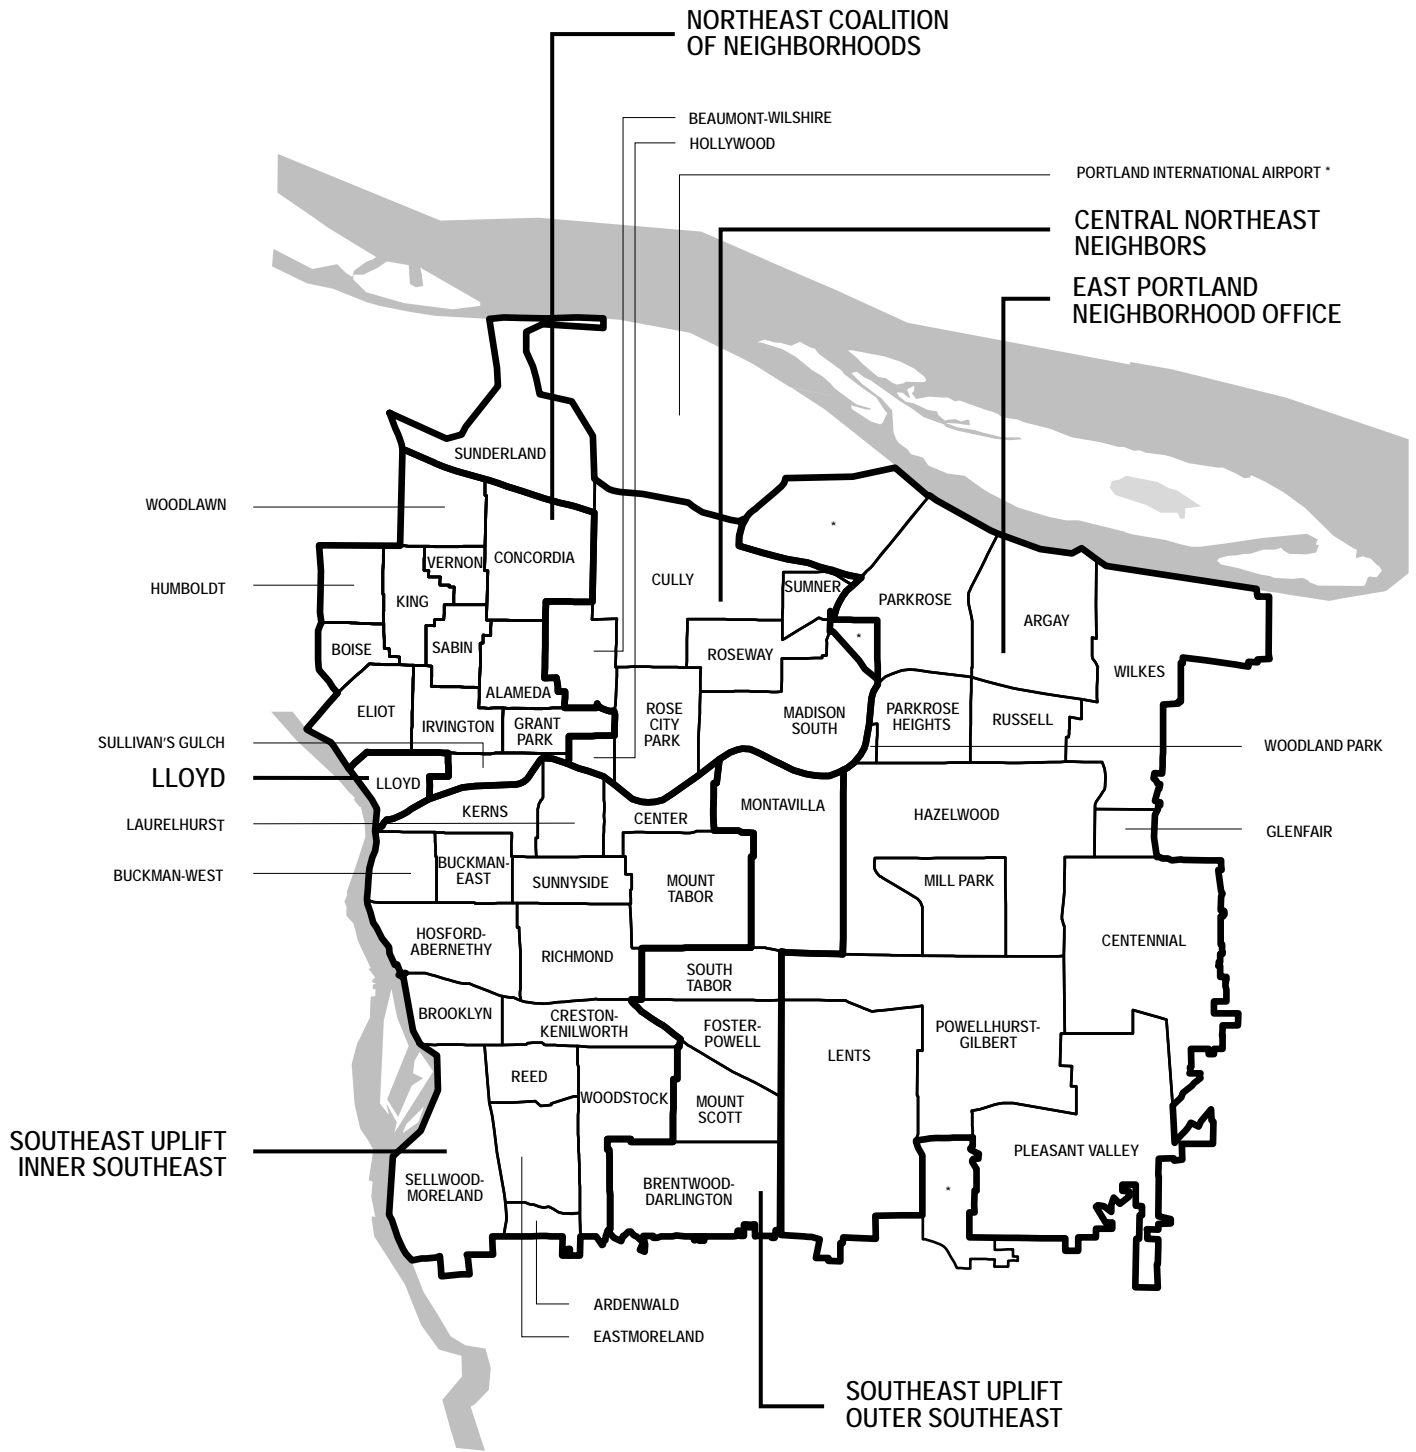 NORTHEAST COALITION
OF NEIGHBORHOODS
BEAUMONT-WILSHIRE
HOLLYWOOD
PORTLAND INTERNATIONAL AIRPORT *
CENTRAL NORTHEAST
NEIGHBORS
EAST PORTLAND
NEIGHBORHOOD OFFICE
SUNDERLAND
WOODLAWN
*
CONCORDIA
VERNON
CULLY
SUMNER
HUMBOLDT
KING
PARKROSE
ARGAY
*
BOISE
SABIN
ROSEWAY
WILKES
ALAMEDA
ELIOT
IRVINGTON
GRANT
PARK
ROSE
CITY
PARK
MADISON
SOUTH
PARKROSE
HEIGHTS
RUSSELL
SULLIVAN'S GULCH
WOODLAND PARK
LLOYD
LLOYD
KERNS
CENTER
MONTAVILLA
HAZELWOOD
LAURELHURST
GLENFAIR
BUCKMAN-WEST
BUCKMAN-
EAST
SUNNYSIDE
MOUNT
TABOR
MILL PARK
HOSFORD-
ABERNETHY
RICHMOND
CENTENNIAL
SOUTH
TABOR
BROOKLYN
CRESTON-
KENILWORTH
FOSTER-
POWELL
LENTS
POWELLHURST-
GILBERT
REED
WOODSTOCK
MOUNT
SCOTT
SOUTHEAST UPLIFT
INNER SOUTHEAST
PLEASANT VALLEY
SELLWOOD-
MORELAND
BRENTWOOD-
DARLINGTON
*
ARDENWALD
EASTMORELAND
SOUTHEAST UPLIFT
OUTER SOUTHEAST